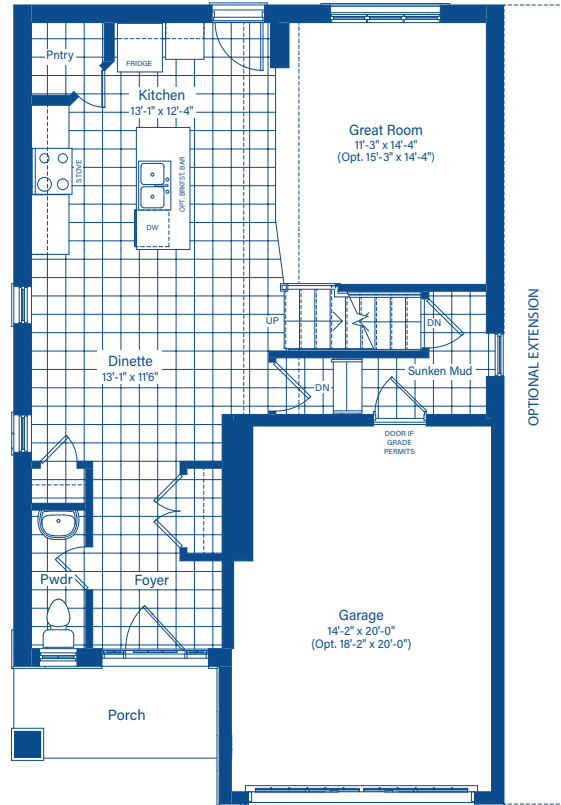 Pntry
FRIDGE
Kitchen
13'-1" x 12'-4"
STOVE
OPT. BRKFST. BAR
DW
Great Room
11'-3" x 14'-4"
(Opt. 15'-3" x 14'-4")
UP
DN
Sunken Mud
DN
Dinette
13'-1" x 11'6"
DOOR IF
GRADE
PERMITS
OPTIONAL EXTENSION
Pwdr
Foyer
Garage
14'-2" x 20'-0"
(Opt. 18'-2" x 20'-0")
Porch